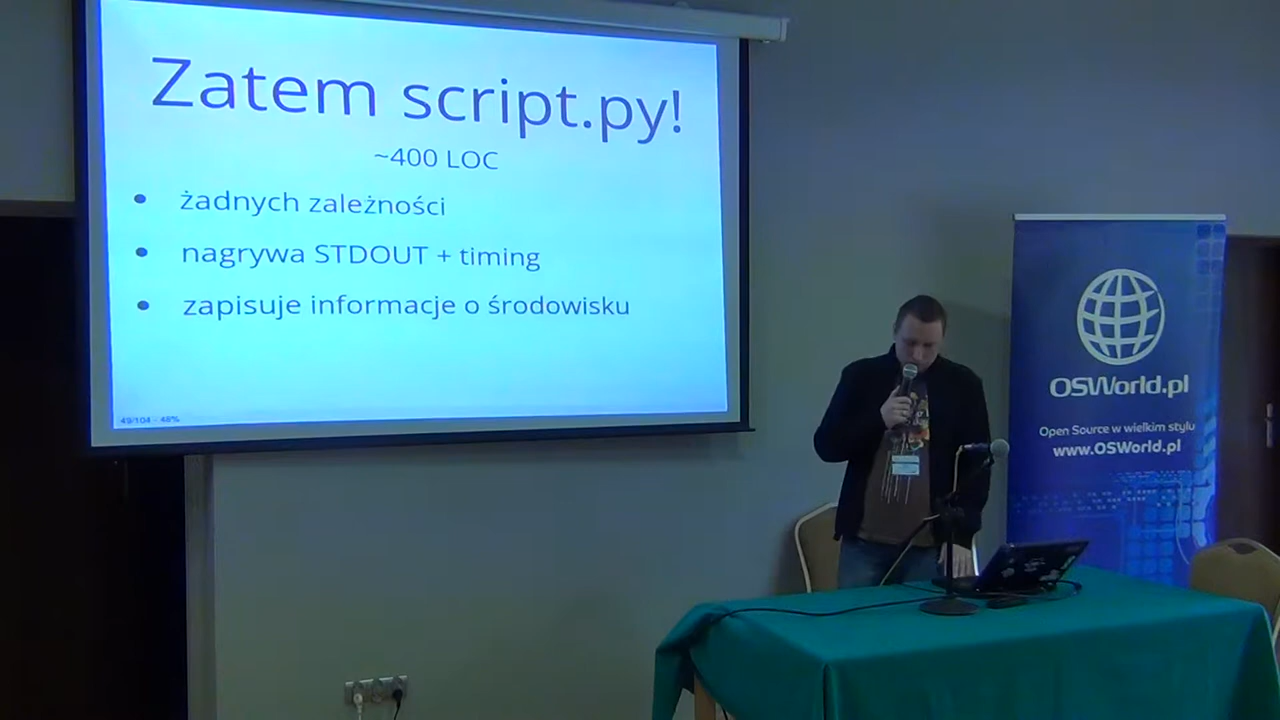 Zatem script.py!
~400 LOC
• żadnych zależności
• nagrywa STDOUT + timing
• zapisuje informacje o środowisku
49/104 - 48%
OSWorld.pl
Open Source w wielkim stylu
www.OSWorld.pl